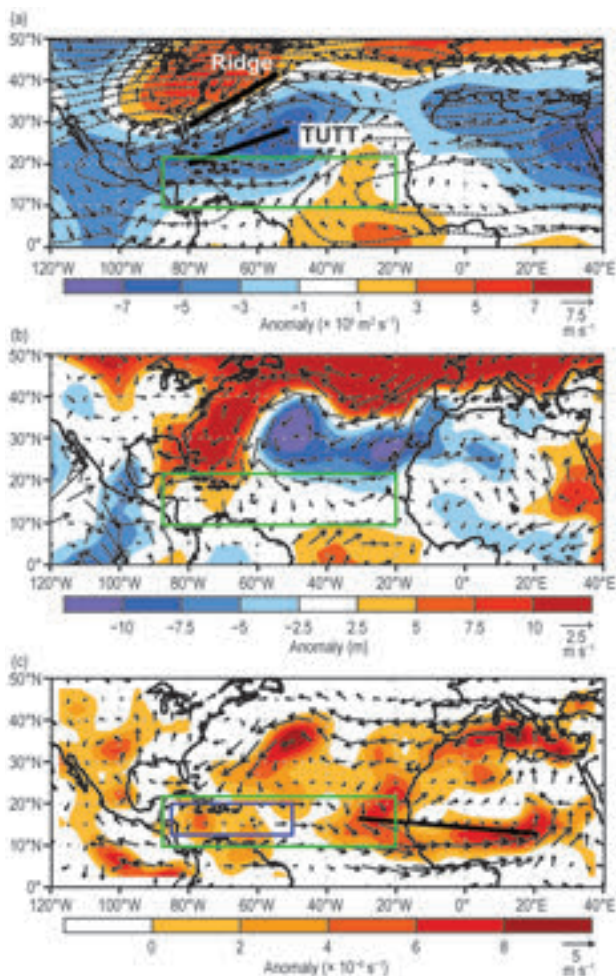 (a)
50°N
40°N
30°N
20°N
10°N
0°
Ridge
TUTT
120°W 100°W 80°W 60°W 40°W 20°W 0°E 20°E 40°E
-7 -5 -3 -1 1 3 5 7 7.5
Anomaly (× 10⁶ m² s⁻¹) m s⁻¹
(b)
50°N
40°N
30°N
20°N
10°N
0°
120°W 100°W 80°W 60°W 40°W 20°W 0°E 20°E 40°E
-10 -7.5 -5 -2.5 2.5 5 7.5 10 2.5
Anomaly (m) m s⁻¹
(c)
50°N
40°N
30°N
20°N
10°N
0°
120°W 100°W 80°W 60°W 40°W 20°W 0°E 20°E 40°E
0 2 4 6 8 5
Anomaly (× 10⁻⁶ s⁻¹) m s⁻¹